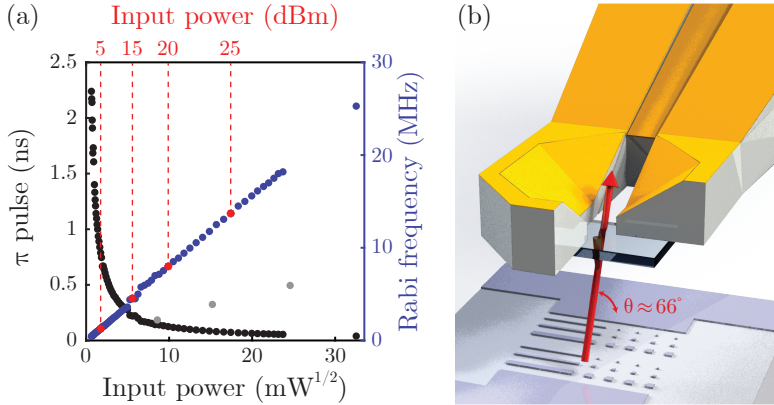 (a)
Input power (dBm)
5 15 20 25
2.5
2
1.5
1
0.5
0
π pulse (ns)
30
20
10
0
Rabi frequency (MHz)
0 10 20 30
Input power (mW^1/2)
(b)
θ≈66°